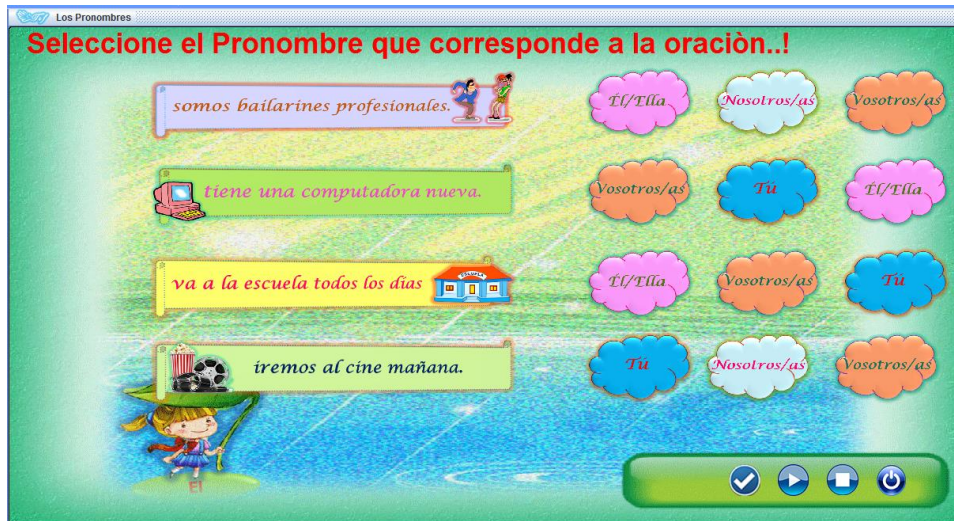 Los Pronombres
Seleccione el Pronombre que corresponde a la oraciòn..!
somos bailarines profesionales.
Él/Ella
Nosotros/as
Vosotros/as
tiene una computadora nueva.
Vosotros/as
Tú
Él/Ella
va a la escuela todos los días
ESCUELA
Él/Ella
Vosotros/as
Tú
iremos al cine mañana.
Tú
Nosotros/as
Vosotros/as
El